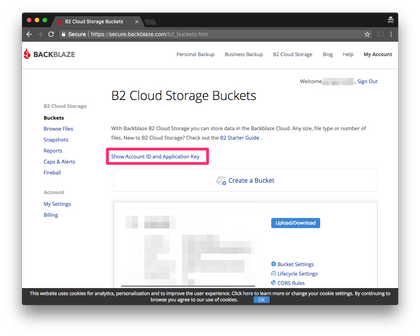 B2 Cloud Storage Buckets
Secure https://secure.backblaze.com/b2_buckets.htm
BACKBLAZE
Personal Backup Business Backup B2 Cloud Storage Blog Help My Account
Welcome Sign Out
B2 Cloud Storage
Buckets
Browse Files
Snapshots
Reports
Caps & Alerts
Fireball
Account
My Settings
Billing
B2 Cloud Storage Buckets
With Backblaze B2 Cloud Storage you can store data in the Backblaze Cloud. Any size, file type or number of
files. New to B2 Cloud Storage? Check out the B2 Starter Guide .
Show Account ID and Application Key
Create a Bucket
Upload/Download
Bucket Settings
Lifecycle Settings
CORS Rules
This website uses cookies for analytics, personalization and to improve the user experience. Click here to learn more or change your cookie settings. By continuing to
browse you agree to our use of cookies. OK